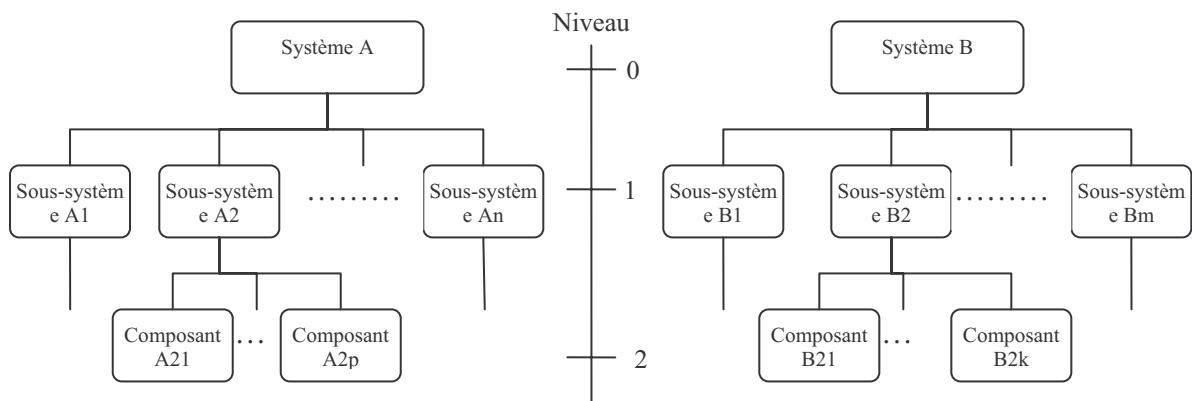 Niveau
Système A
Système B
0
Sous-systèm
e A1
Sous-systèm
e A2
.........
Sous-systèm
e An
1
Sous-systèm
e B1
Sous-systèm
e B2
.........
Sous-systèm
e Bm
Composant
A21
...
Composant
A2p
2
Composant
B21
...
Composant
B2k